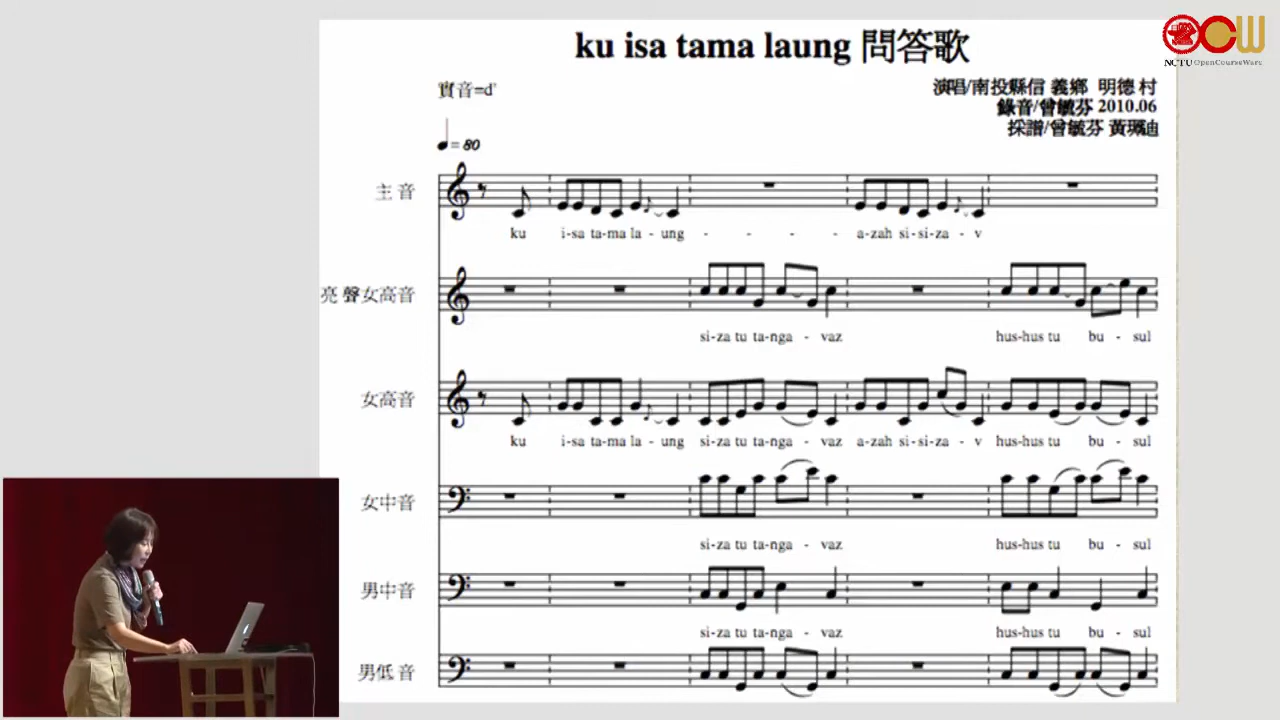 ku isa tama laung 問答歌
NCTU OpenCourseWare
實音=d'
演唱/南投縣信義鄉 明德村
錄音/曾毓芬 2010.06
採譜/曾毓芬 黃珮迪
= 80
主音
ku i-sa ta-ma la - ung - - - - a-zah si-si-za - v
亮聲女高音
si-za tu ta-nga - vaz hus-hus tu bu - sul
女高音
ku i-sa ta-ma la - ung si-za tu ta-nga - vaz a-zah si-si-za - v hus-hus tu bu - sul
女中音
si-za tu ta-nga - vaz hus-hus tu bu - sul
男中音
si-za tu ta-nga - vaz hus-hus tu bu - sul
男低音